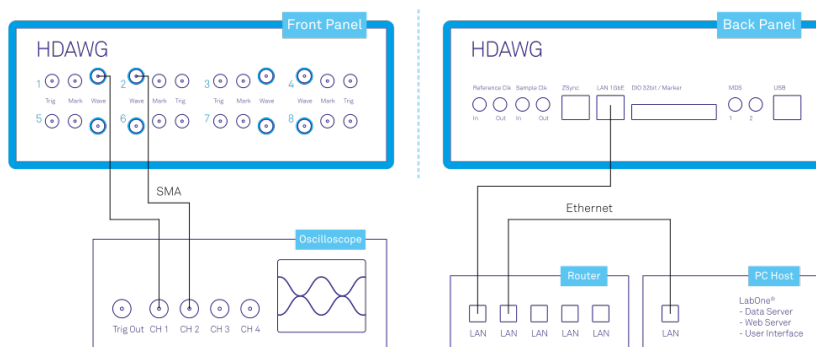 Front Panel
HDAWG
1 2 3 4
Trig Mark Wave Wave Mark Trig Trig Mark Wave Wave Mark Trig
5 6 7 8
SMA
Oscilloscope
Trig Out CH 1 CH 2 CH 3 CH 4
Back Panel
HDAWG
Reference Clk Sample Clk ZSync LAN 1GbE DIO 32bit / Marker MDS USB
In Out In Out 1 2
Ethernet
Router
LAN LAN LAN LAN LAN
PC Host
LAN
LabOne®
- Data Server
- Web Server
- User Interface